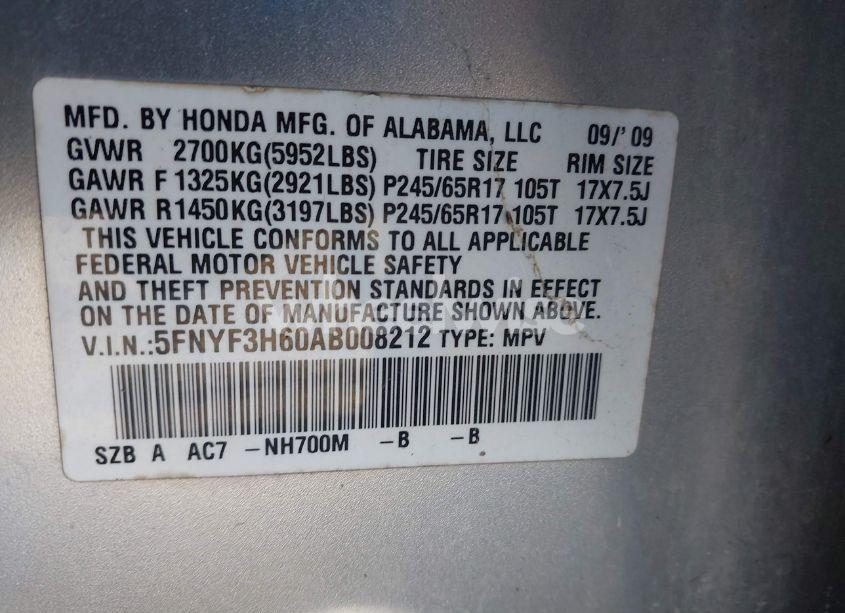 MFD. BY HONDA MFG. OF ALABAMA, LLC 09/'09
GVWR 2700KG(5952LBS) TIRE SIZE RIM SIZE
GAWR F 1325KG(2921LBS) P245/65R17 105T 17X7.5J
GAWR R1450KG(3197LBS) P245/65R17 105T 17X7.5J
THIS VEHICLE CONFORMS TO ALL APPLICABLE
FEDERAL MOTOR VEHICLE SAFETY
AND THEFT PREVENTION STANDARDS IN EFFECT
ON THE DATE OF MANUFACTURE SHOWN ABOVE.
V.I.N.:5FNYF3H60AB008212 TYPE: MPV
SZB A AC7 -NH700M -B -B